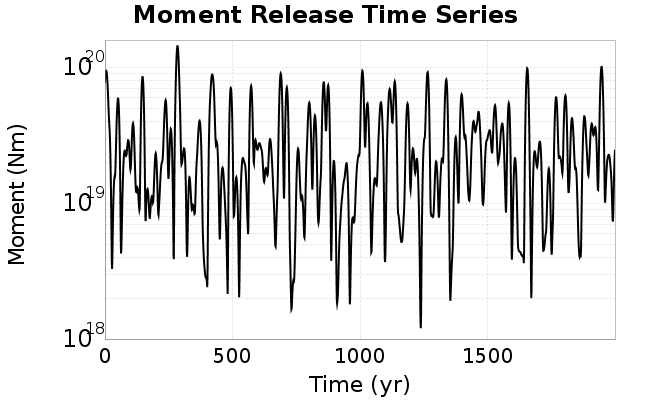 Moment Release Time Series
Moment (Nm)
10^20
10^19
10^18
0 500 1000 1500
Time (yr)